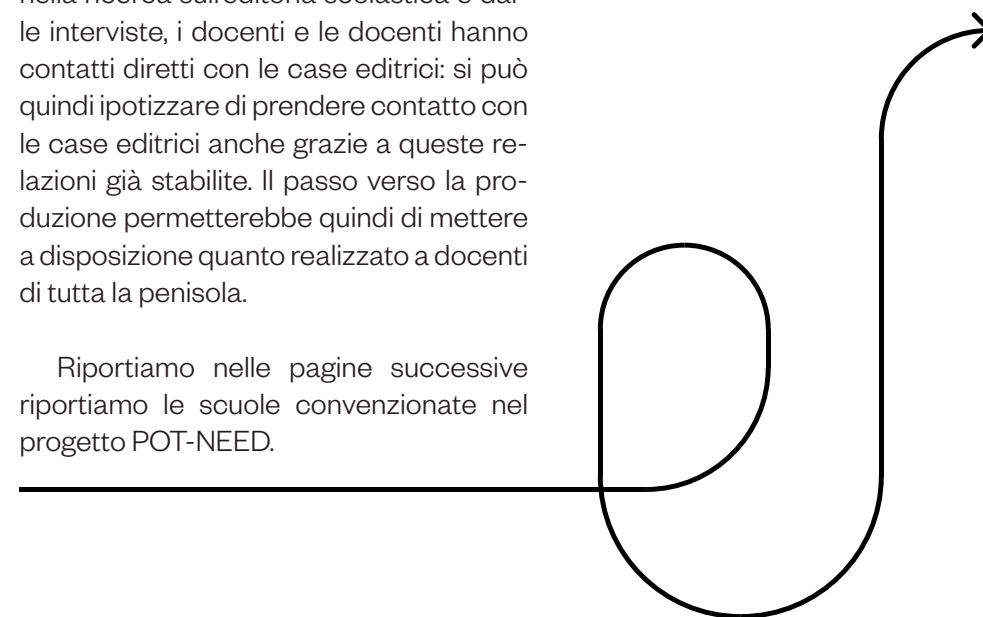 nella ricerca sull'editoria scolastica e dal-
le interviste, i docenti e le docenti hanno
contatti diretti con le case editrici: si può
quindi ipotizzare di prendere contatto con
le case editrici anche grazie a queste re-
lazioni già stabilite. Il passo verso la pro-
duzione permetterebbe quindi di mettere
a disposizione quanto realizzato a docenti
di tutta la penisola.
Riportiamo nelle pagine successive
riportiamo le scuole convenzionate nel
progetto POT-NEED.